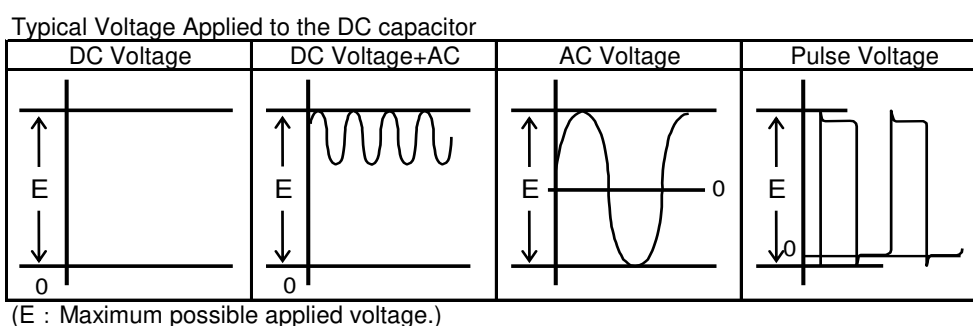 Typical Voltage Applied to the DC capacitor
DC Voltage DC Voltage+AC AC Voltage Pulse Voltage
E E E 0 E
0
0 0
(E：Maximum possible applied voltage.)